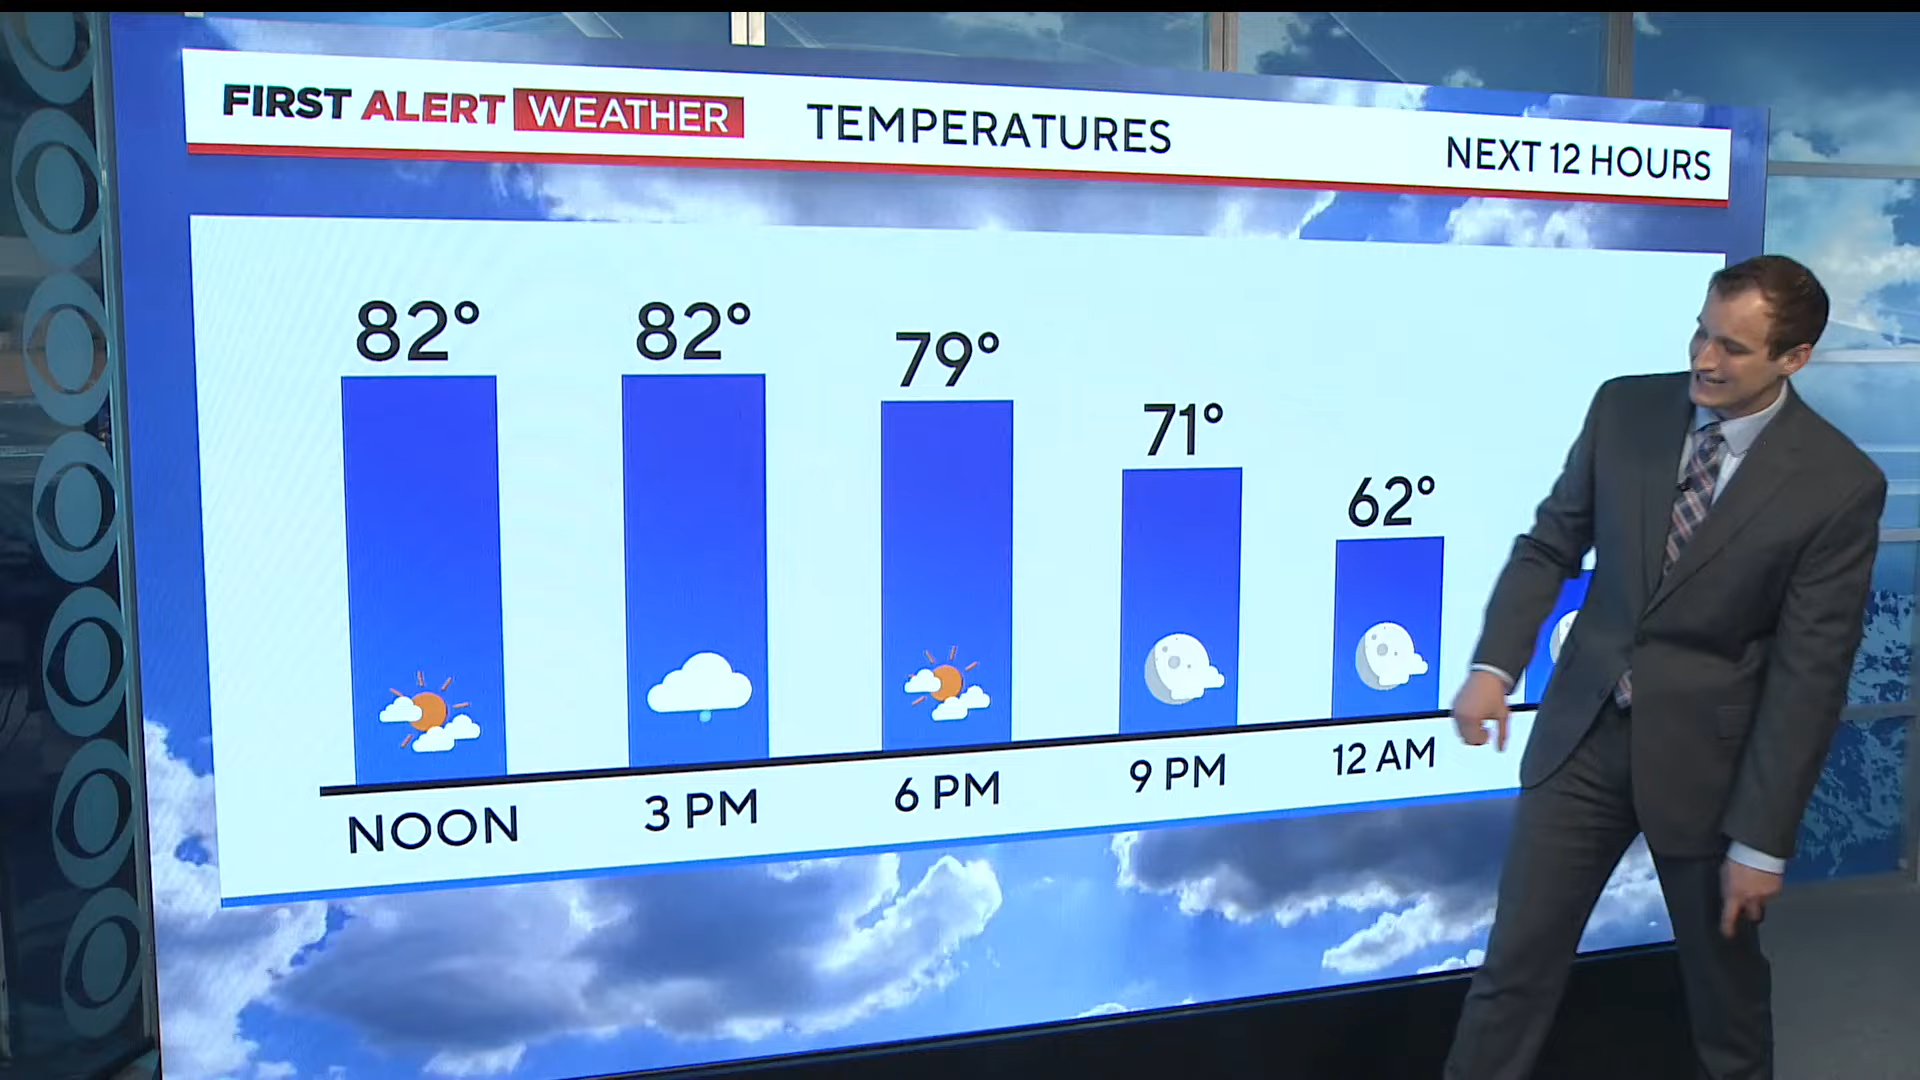 FIRST ALERT WEATHER
TEMPERATURES
NEXT 12 HOURS
82° 82° 79° 71° 62°
NOON 3 PM 6 PM 9 PM 12 AM